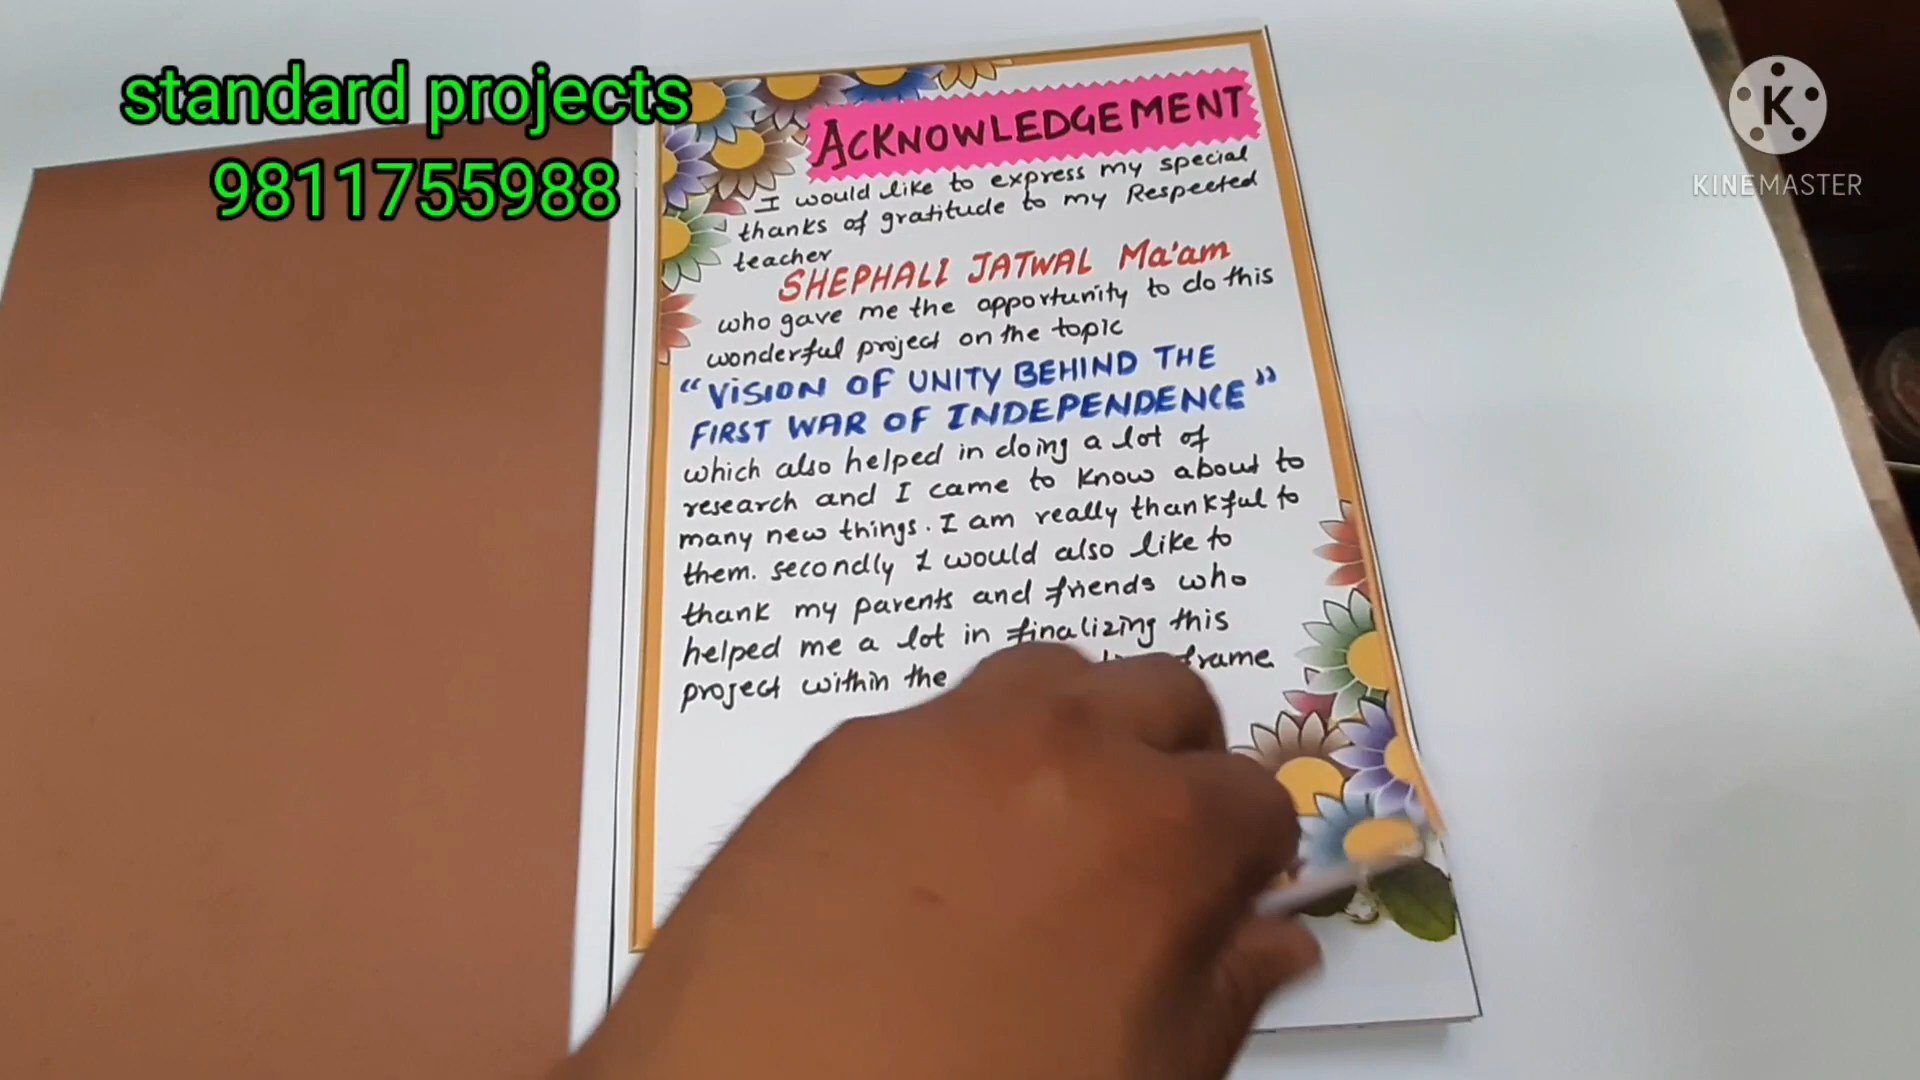 standard projects
9811755988
KINEMASTER
ACKNOWLEDGEMENT
I would like to express my special
thanks of gratitude to my Respected
teacher
SHEPHALI JATWAL Ma'am
who gave me the opportunity to do this
wonderful project on the topic
"VISION OF UNITY BEHIND THE
FIRST WAR OF INDEPENDENCE"
which also helped in doing a lot of
research and I came to know about to
many new things. I am really thankful to
them. secondly I would also like to
thank my parents and friends who
helped me a lot in finalizing this
project within the frame